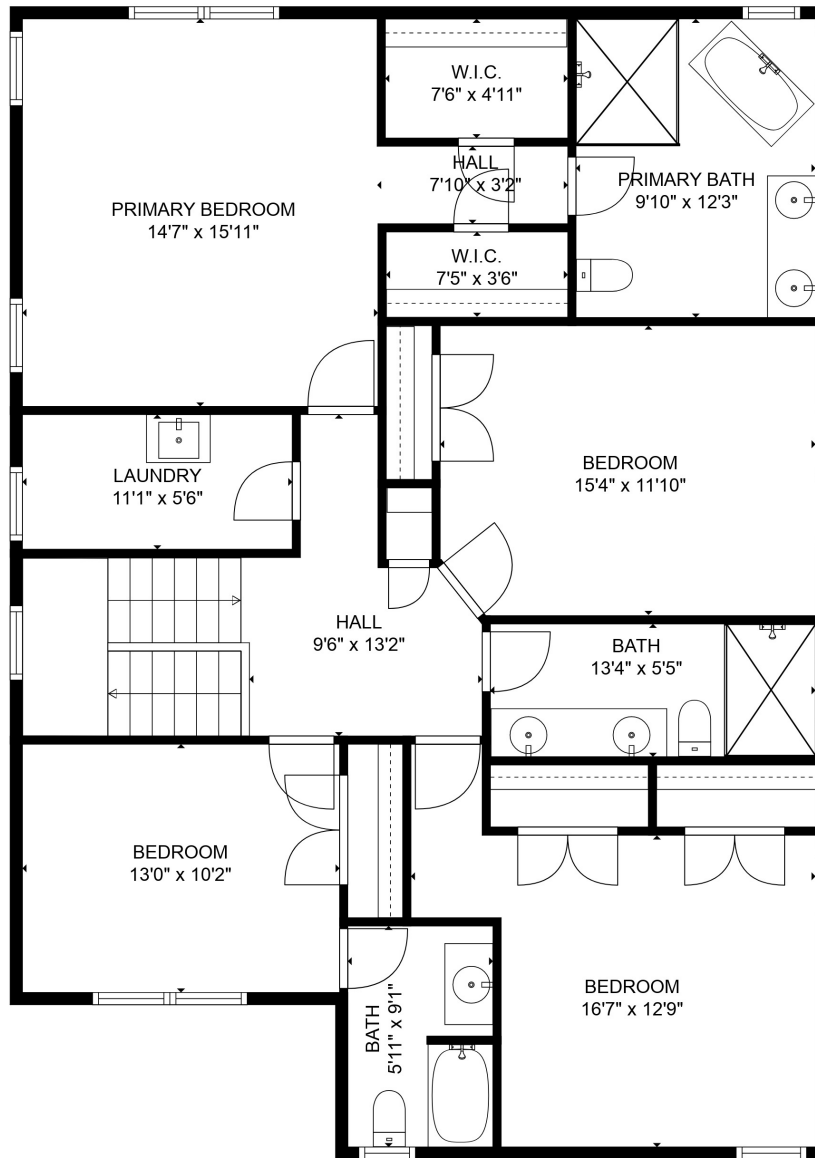 W.I.C.
7'6" x 4'11"
HALL
7'10" x 3'2"
PRIMARY BATH
9'10" x 12'3"
PRIMARY BEDROOM
14'7" x 15'11"
W.I.C.
7'5" x 3'6"
LAUNDRY
11'1" x 5'6"
BEDROOM
15'4" x 11'10"
HALL
9'6" x 13'2"
BATH
13'4" x 5'5"
BEDROOM
13'0" x 10'2"
BATH
5'11" x 9'1"
BEDROOM
16'7" x 12'9"